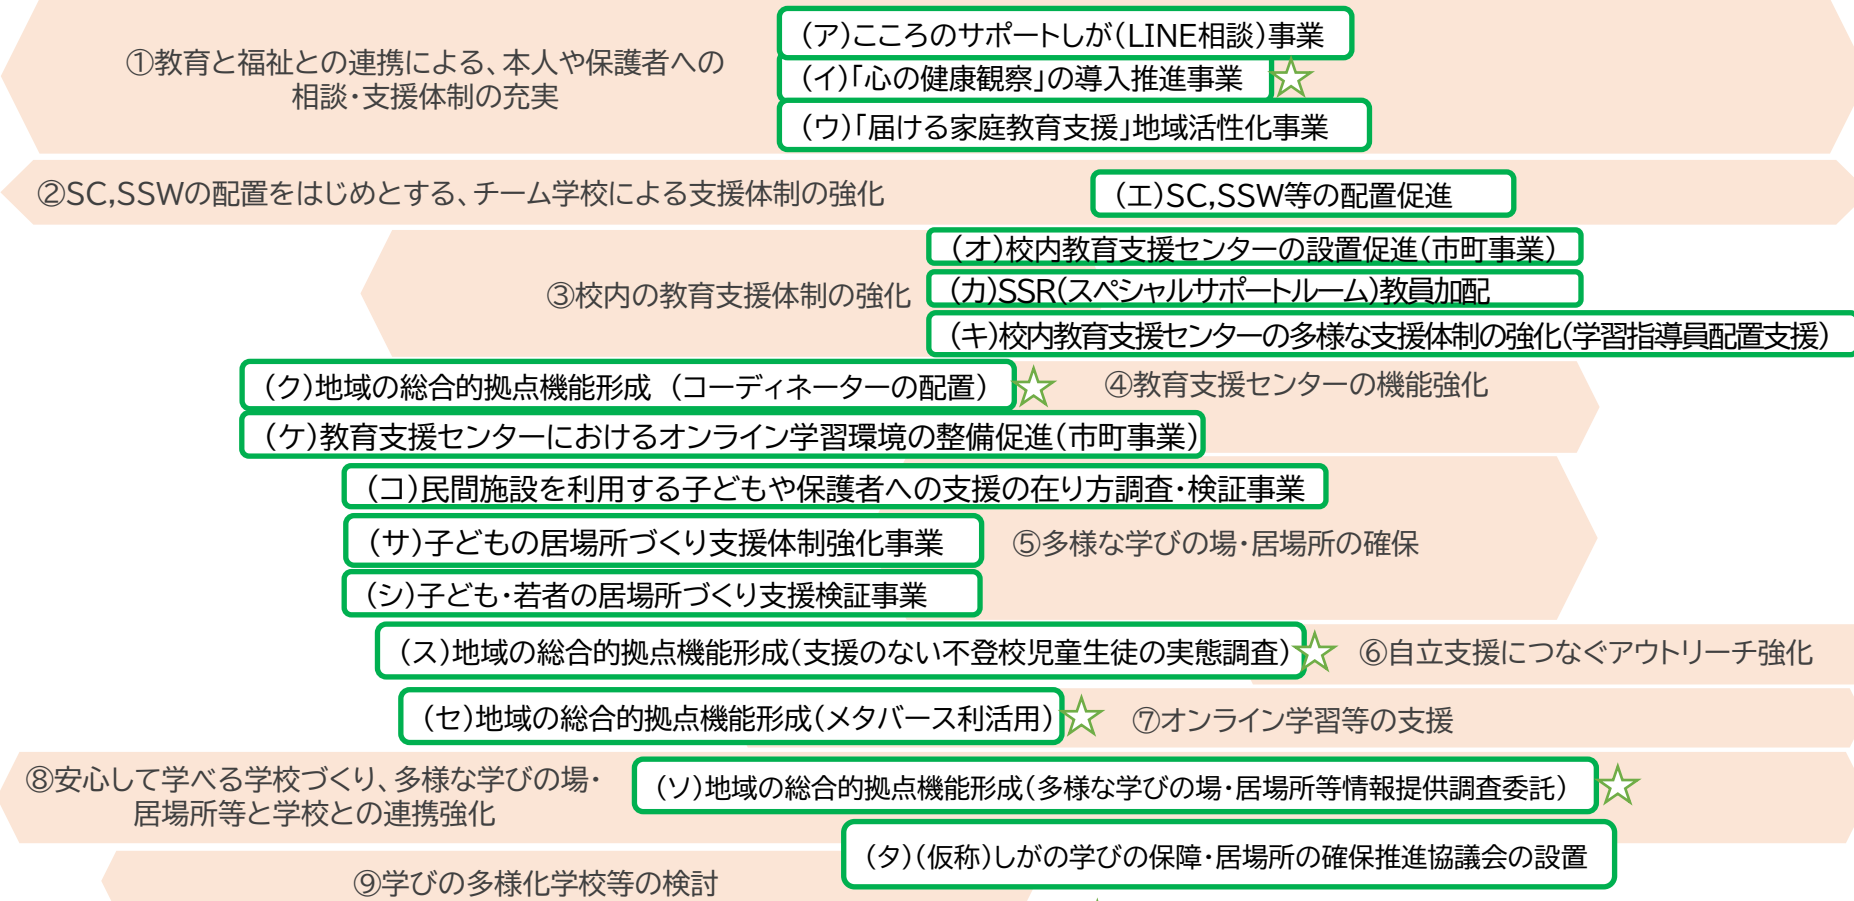 ①教育と福祉との連携による、本人や保護者への
相談・支援体制の充実
(ア)こころのサポートしが(LINE相談)事業
(イ)「心の健康観察」の導入推進事業
(ウ)「届ける家庭教育支援」地域活性化事業
②SC,SSWの配置をはじめとする、チーム学校による支援体制の強化
(エ)SC,SSW等の配置促進
③校内の教育支援体制の強化
(オ)校内教育支援センターの設置促進(市町事業)
(カ)SSR(スペシャルサポートルーム)教員加配
(キ)校内教育支援センターの多様な支援体制の強化(学習指導員配置支援)
(ク)地域の総合的拠点機能形成 (コーディネーターの配置)
④教育支援センターの機能強化
(ケ)教育支援センターにおけるオンライン学習環境の整備促進(市町事業)
(コ)民間施設を利用する子どもや保護者への支援の在り方調査・検証事業
(サ)子どもの居場所づくり支援体制強化事業
⑤多様な学びの場・居場所の確保
(シ)子ども・若者の居場所づくり支援検証事業
(ス)地域の総合的拠点機能形成(支援のない不登校児童生徒の実態調査)
⑥自立支援につなぐアウトリーチ強化
(セ)地域の総合的拠点機能形成(メタバース利活用)
⑦オンライン学習等の支援
⑧安心して学べる学校づくり、多様な学びの場・
居場所等と学校との連携強化
(ソ)地域の総合的拠点機能形成(多様な学びの場・居場所等情報提供調査委託)
(タ)(仮称)しがの学びの保障・居場所の確保推進協議会の設置
⑨学びの多様化学校等の検討